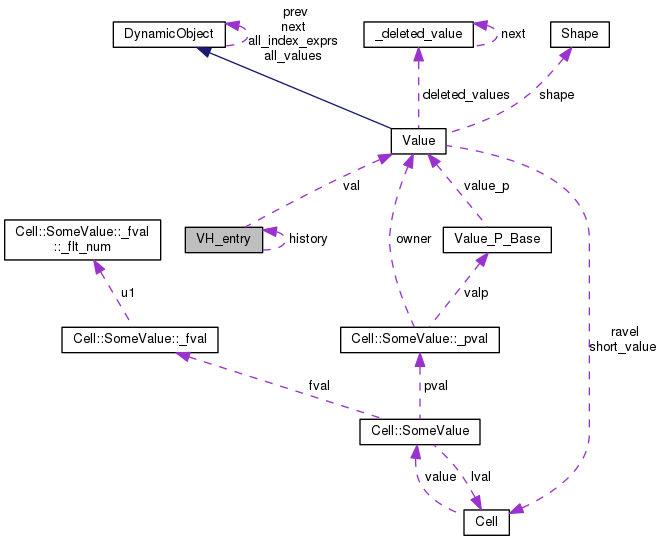 prev
next
all_index_exprs
all_values
DynamicObject
_deleted_value
next
Shape
deleted_values
shape
Value
val
value_p
Cell::SomeValue::_fval
::_flt_num
VH_entry
history
owner
Value_P_Base
u1
valp
ravel
short_value
Cell::SomeValue::_fval
Cell::SomeValue::_pval
fval
pval
Cell::SomeValue
value
lval
Cell